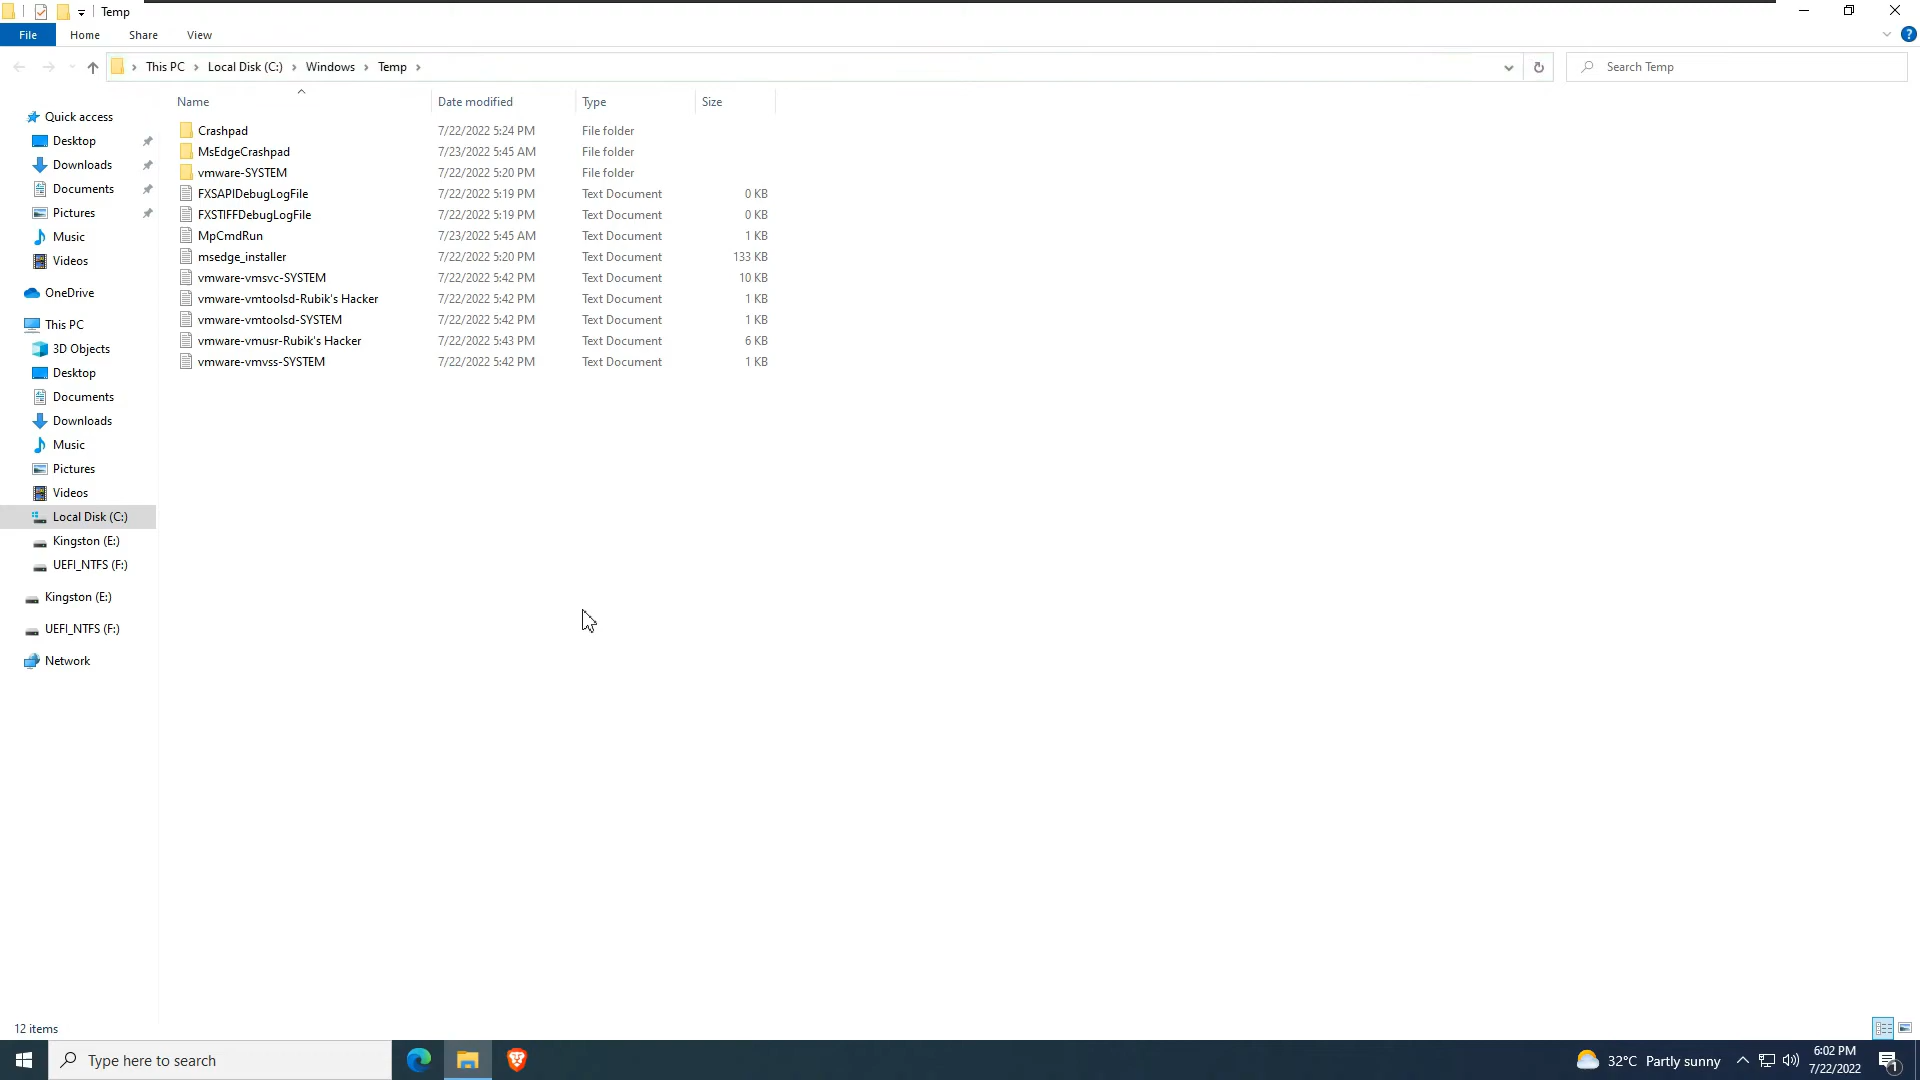 Temp
File Home Share View
This PC Local Disk (C:) Windows Temp Search Temp
Name Date modified Type Size
Crashpad 7/22/2022 5:24 PM File folder
MsEdgeCrashpad 7/23/2022 5:45 AM File folder
vmware-SYSTEM 7/22/2022 5:20 PM File folder
FXSAPIDebugLogFile 7/22/2022 5:19 PM Text Document 0 KB
FXSTIFFDebugLogFile 7/22/2022 5:19 PM Text Document 0 KB
MpCmdRun 7/23/2022 5:45 AM Text Document 1 KB
msedge_installer 7/22/2022 5:20 PM Text Document 133 KB
vmware-vmsvc-SYSTEM 7/22/2022 5:42 PM Text Document 10 KB
vmware-vmtoolsd-Rubik's Hacker 7/22/2022 5:42 PM Text Document 1 KB
vmware-vmtoolsd-SYSTEM 7/22/2022 5:42 PM Text Document 1 KB
vmware-vmusr-Rubik's Hacker 7/22/2022 5:43 PM Text Document 6 KB
vmware-vmvss-SYSTEM 7/22/2022 5:42 PM Text Document 1 KB
Quick access
Desktop
Downloads
Documents
Pictures
Music
Videos
OneDrive
This PC
3D Objects
Desktop
Documents
Downloads
Music
Pictures
Videos
Local Disk (C:)
Kingston (E:)
UEFI_NTFS (F:)
Kingston (E:)
UEFI_NTFS (F:)
Network
12 items
Type here to search
32°C Partly sunny
6:02 PM
7/22/2022
1